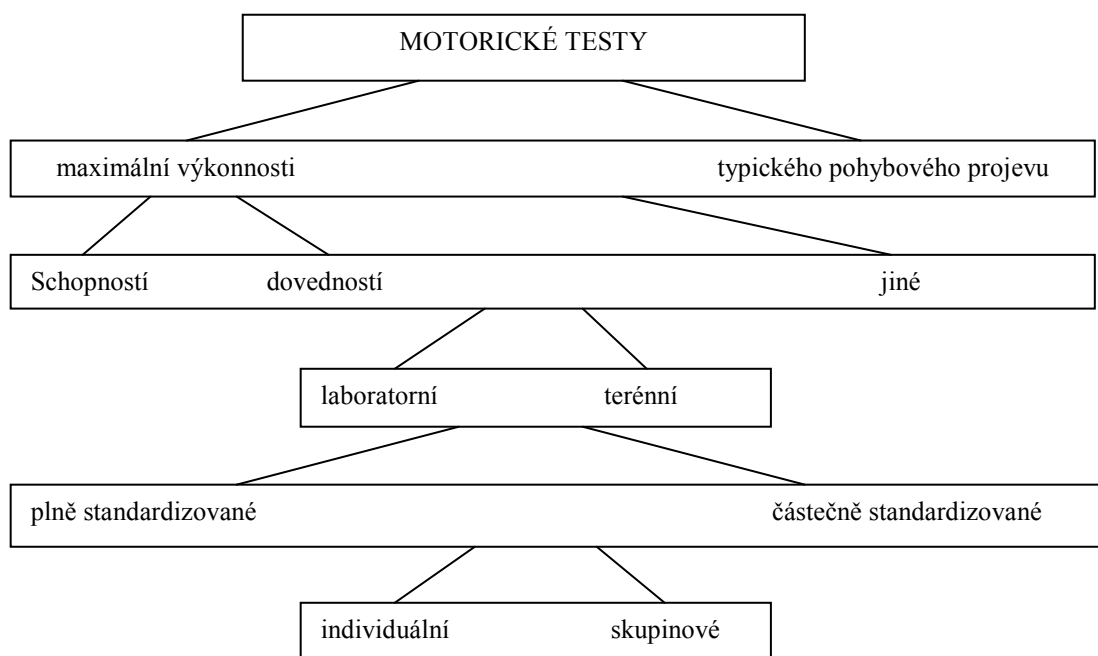 MOTORICKÉ TESTY
maximální výkonnosti typického pohybového projevu
Schopností dovedností jiné
laboratorní terénní
plně standardizované částečně standardizované
individuální skupinové